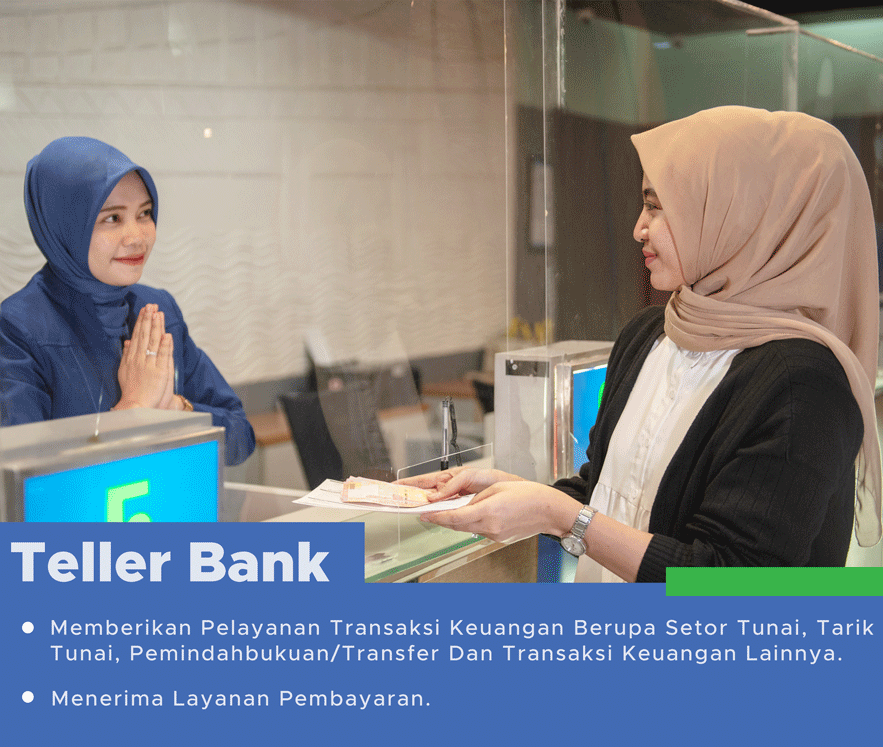 5
Teller Bank
Memberikan Pelayanan Transaksi Keuangan Berupa Setor Tunai, Tarik
Tunai, Pemindahbukuan/Transfer Dan Transaksi Keuangan Lainnya.
Menerima Layanan Pembayaran.